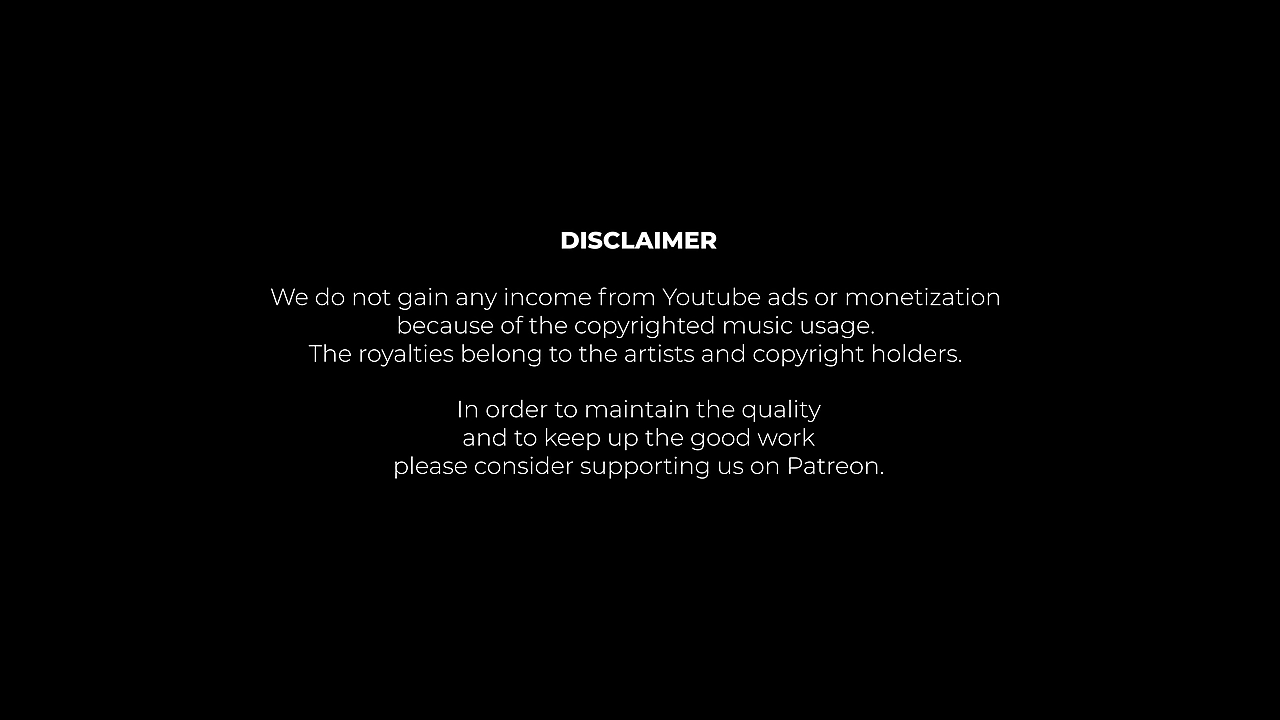 DISCLAIMER
We do not gain any income from Youtube ads or monetization
because of the copyrighted music usage.
The royalties belong to the artists and copyright holders.
In order to maintain the quality
and to keep up the good work
please consider supporting us on Patreon.